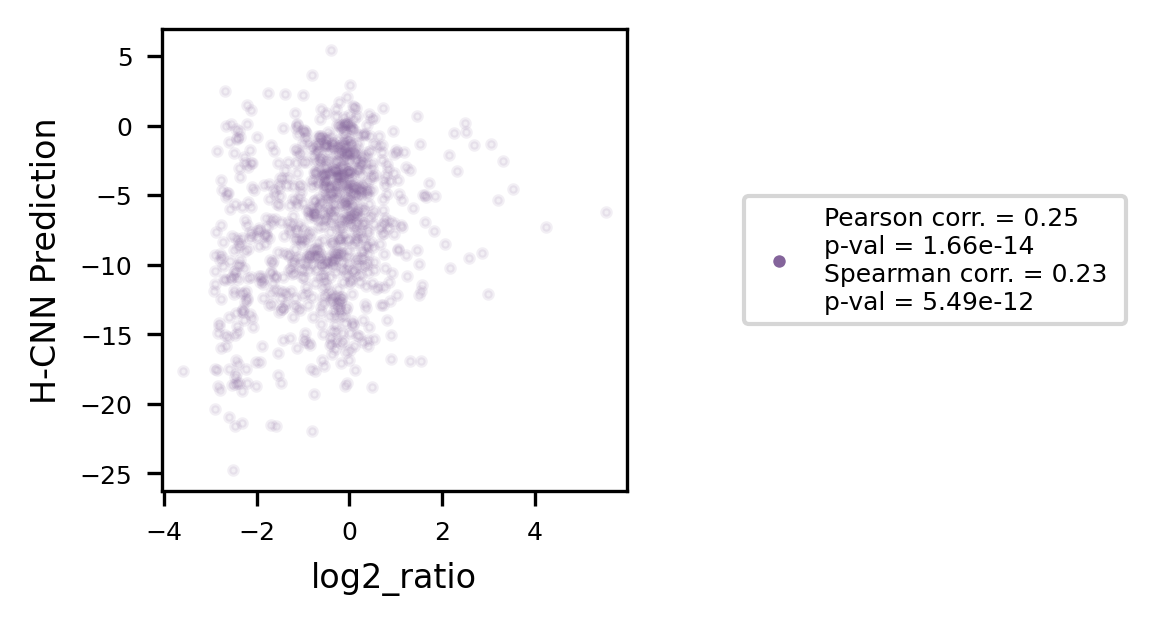 H-CNN Prediction
5
0
−5
−10
−15
−20
−25
−4
−2
0
2
4
log2_ratio
Pearson corr. = 0.25
p-val = 1.66e-14
Spearman corr. = 0.23
p-val = 5.49e-12